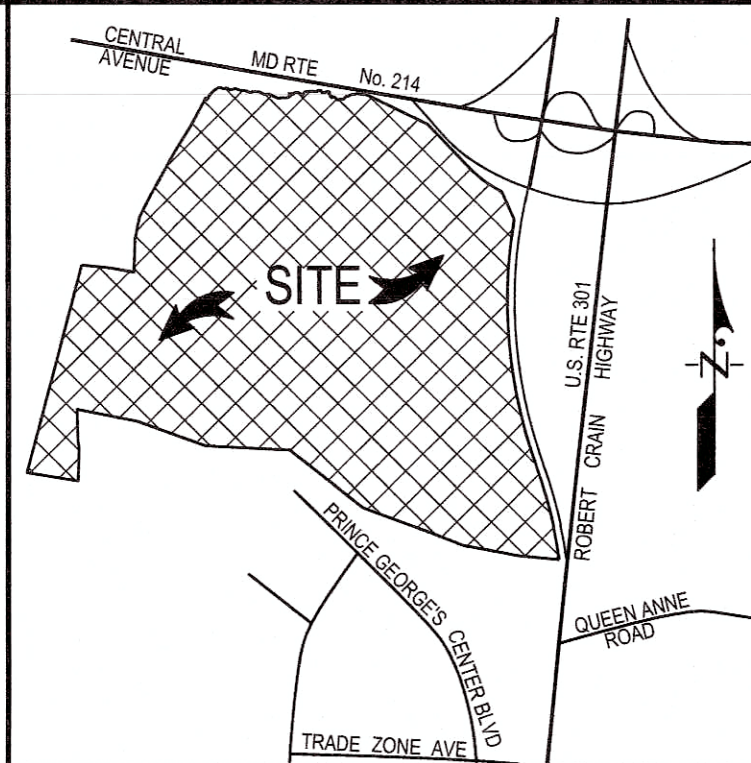 CENTRAL
AVENUE
MD RTE
No. 214
SITE
U.S. RTE 301
ROBERT CRAIN HIGHWAY
N
PRINCE GEORGE'S CENTER BLVD
QUEEN ANNE
ROAD
TRADE ZONE AVE